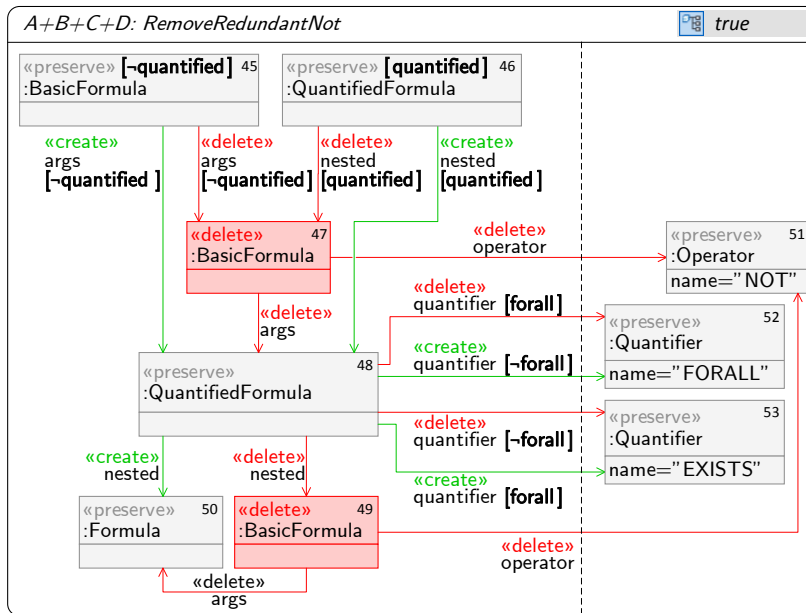 A+B+C+D: RemoveRedundantNot
true
«preserve» [¬quantified] 45
:BasicFormula
«preserve» [quantified] 46
:QuantifiedFormula
«create»
args
[¬quantified ]
«delete»
args
[¬quantified]
«delete»
nested
[quantified]
«create»
nested
[quantified]
«delete» 47
:BasicFormula
«delete»
operator
«preserve» 51
:Operator
name="NOT"
«delete»
args
«delete»
quantifier [forall]
«preserve» 52
:Quantifier
name="FORALL"
«create»
quantifier [¬forall]
«preserve» 48
:QuantifiedFormula
«delete»
quantifier [¬forall]
«preserve» 53
:Quantifier
name="EXISTS"
«create»
quantifier [forall]
«create»
nested
«delete»
nested
«preserve» 50
:Formula
«delete» 49
:BasicFormula
«delete»
operator
«delete»
args